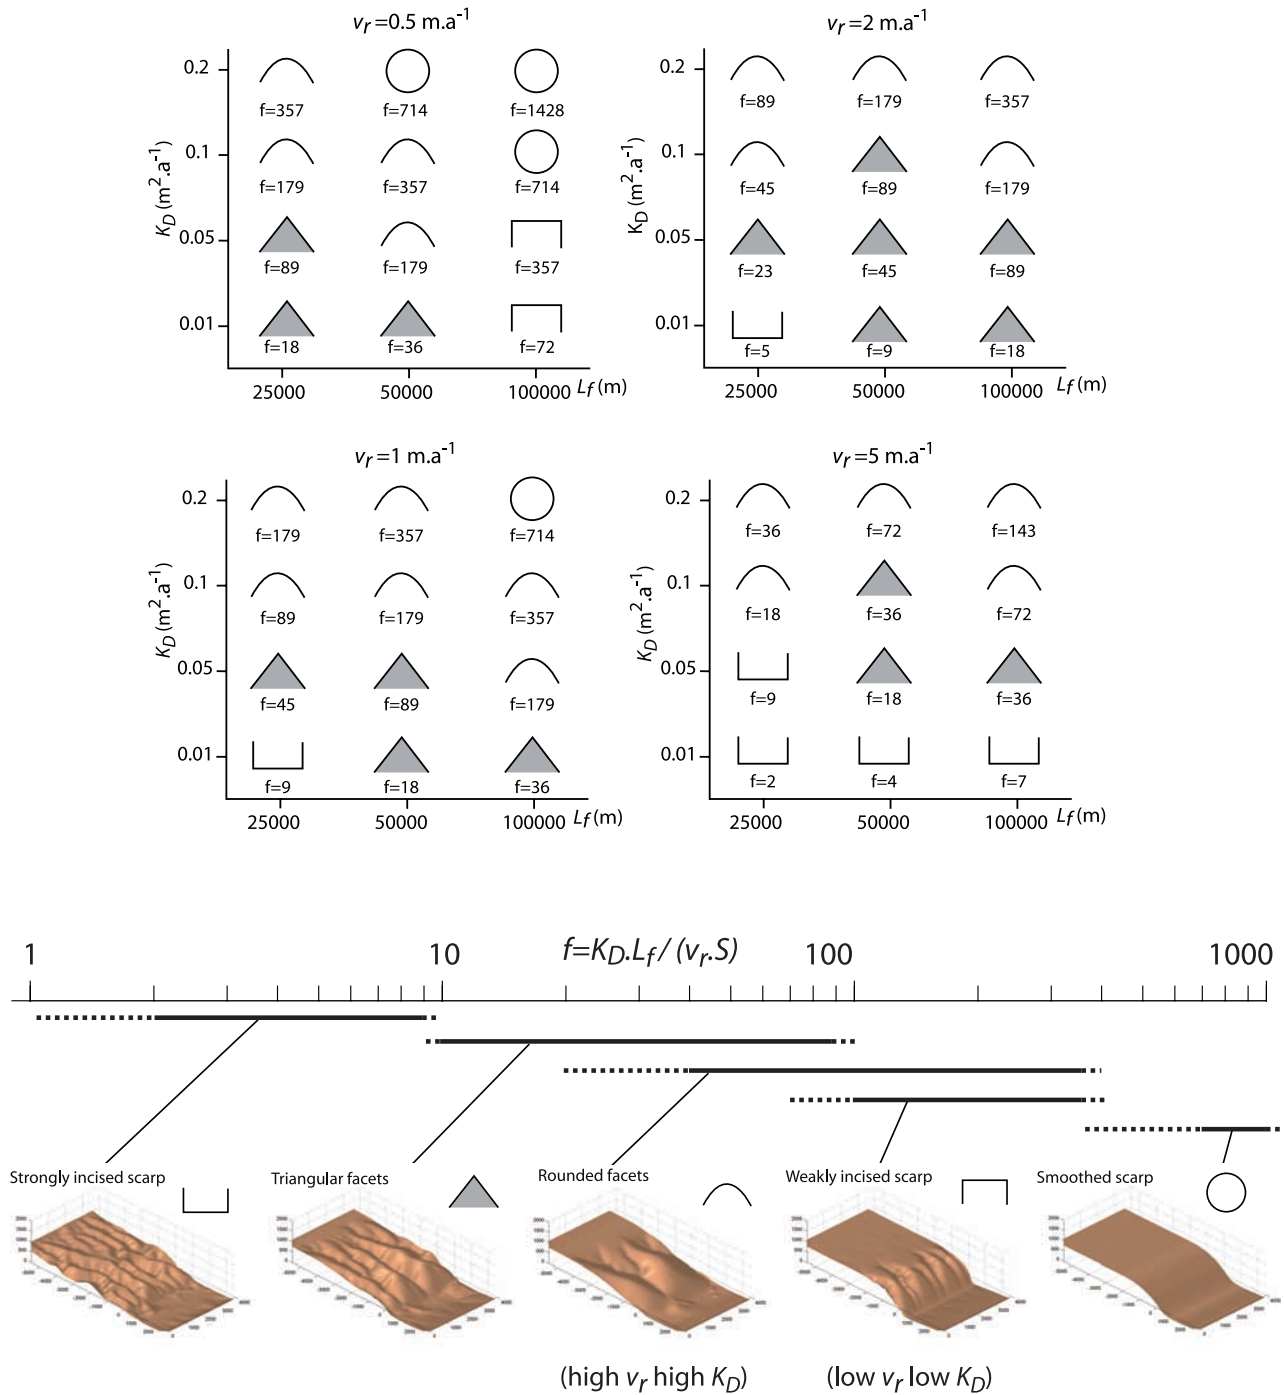 v_r=0.5 m.a⁻¹
K_D (m².a⁻¹)
0.2
f=357 f=714 f=1428
0.1
f=179 f=357 f=714
0.05
f=89 f=179 f=357
0.01
f=18 f=36 f=72
25000 50000 100000 L_f (m)
v_r=2 m.a⁻¹
K_D (m².a⁻¹)
0.2
f=89 f=179 f=357
0.1
f=45 f=89 f=179
0.05
f=23 f=45 f=89
0.01
f=5 f=9 f=18
25000 50000 100000 L_f (m)
v_r=1 m.a⁻¹
K_D (m².a⁻¹)
0.2
f=179 f=357 f=714
0.1
f=89 f=179 f=357
0.05
f=45 f=89 f=179
0.01
f=9 f=18 f=36
25000 50000 100000 L_f (m)
v_r=5 m.a⁻¹
K_D (m².a⁻¹)
0.2
f=36 f=72 f=143
0.1
f=18 f=36 f=72
0.05
f=9 f=18 f=36
0.01
f=2 f=4 f=7
25000 50000 100000 L_f (m)
1 10 f=K_D.L_f / (v_r.S) 100 1000
Strongly incised scarp
Triangular facets
Rounded facets
Weakly incised scarp
Smoothed scarp
(high v_r high K_D) (low v_r low K_D)